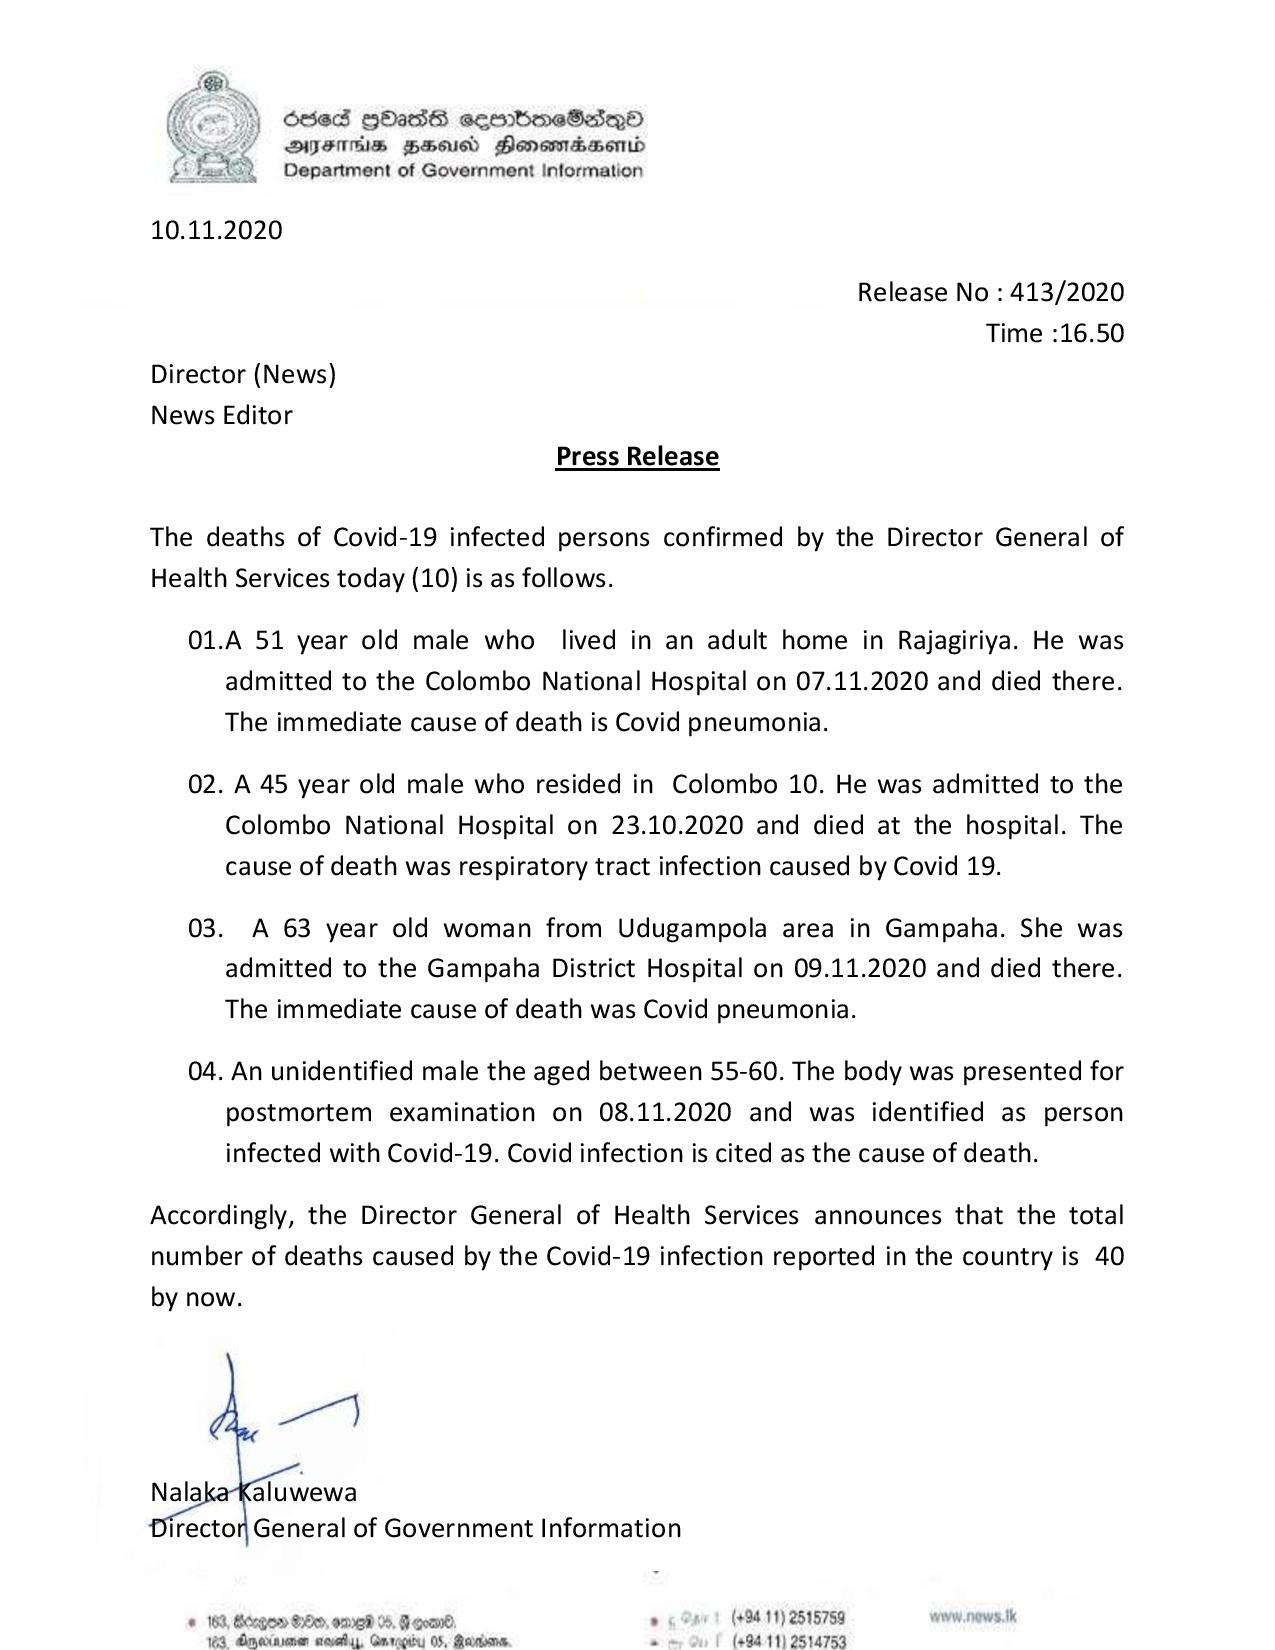 රජයේ ප්‍රවෘත්ති දෙපාර්තමේන්තුව
அரசாங்க தகவல் திணைக்களம்
Department of Government Information
10.11.2020
Release No : 413/2020
Time :16.50
Director (News)
News Editor
Press Release
The deaths of Covid-19 infected persons confirmed by the Director General of
Health Services today (10) is as follows.
01.A 51 year old male who lived in an adult home in Rajagiriya. He was
admitted to the Colombo National Hospital on 07.11.2020 and died there.
The immediate cause of death is Covid pneumonia.
02. A 45 year old male who resided in Colombo 10. He was admitted to the
Colombo National Hospital on 23.10.2020 and died at the hospital. The
cause of death was respiratory tract infection caused by Covid 19.
03. A 63 year old woman from Udugampola area in Gampaha. She was
admitted to the Gampaha District Hospital on 09.11.2020 and died there.
The immediate cause of death was Covid pneumonia.
04. An unidentified male the aged between 55-60. The body was presented for
postmortem examination on 08.11.2020 and was identified as person
infected with Covid-19. Covid infection is cited as the cause of death.
Accordingly, the Director General of Health Services announces that the total
number of deaths caused by the Covid-19 infection reported in the country is 40
by now.
Nalaka Kaluwewa
Director General of Government Information
163, කිරුලපන මාවත, කොළඹ 05, ශ්‍රී ලංකාව.
(+94 11) 2515759
www.news.lk
163, கிருலப்பனை வீதி, கொழும்பு 05, இலங்கை.
(+94 11) 2514753